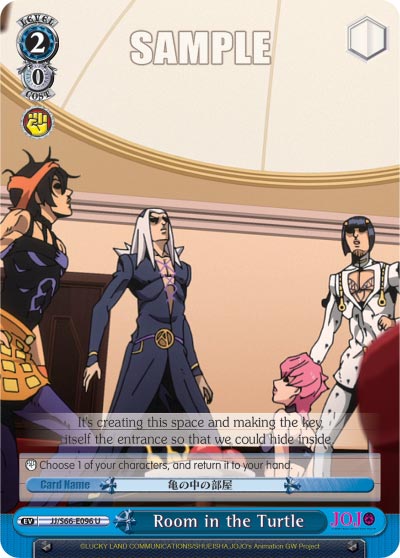 LEVEL
2
0
COST
SAMPLE
It's creating this space and making the key
itself the entrance so that we could hide inside.
Choose 1 of your characters, and return it to your hand.
Card Name
亀の中の部屋
EV
JJ/S66-E096 U
Room in the Turtle
JOJO
©LUCKY LAND COMMUNICATIONS/SHUEISHA,JOJO's Animation GW Project